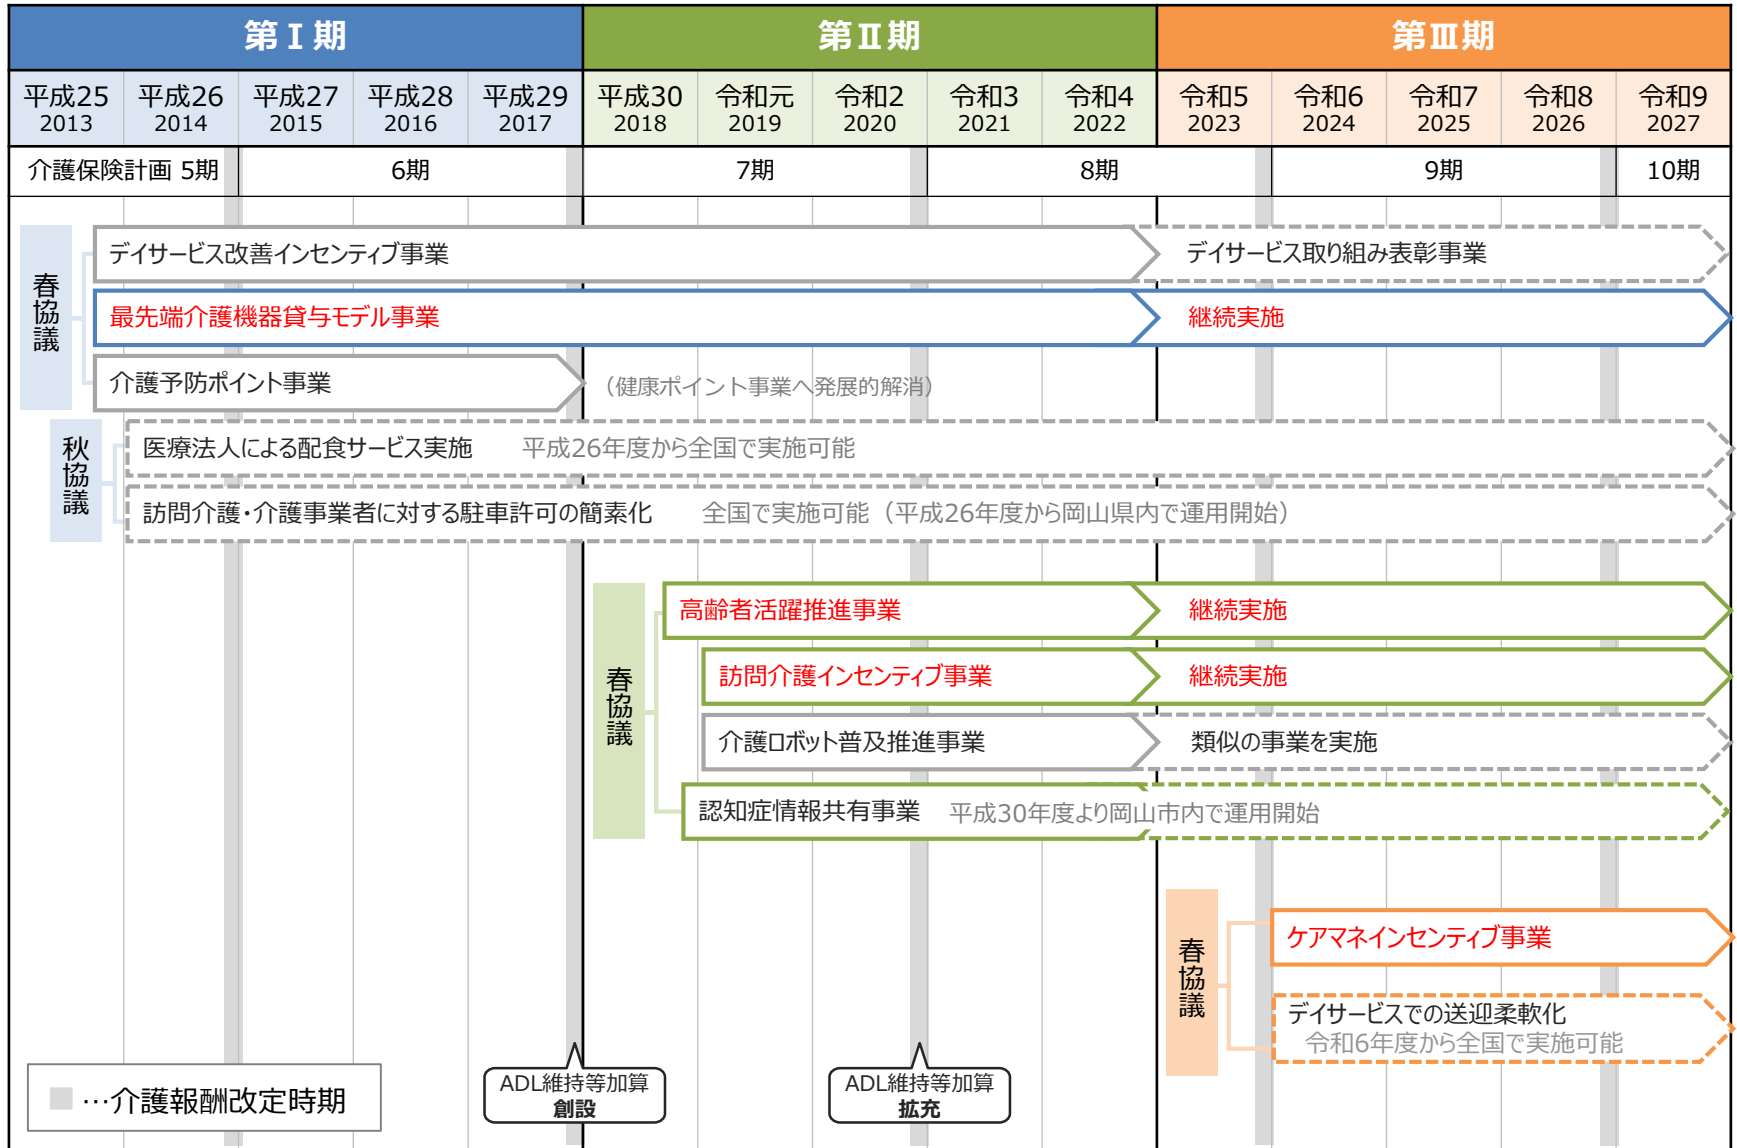 第Ⅰ期
第Ⅱ期
第Ⅲ期
平成25
2013
平成26
2014
平成27
2015
平成28
2016
平成29
2017
平成30
2018
令和元
2019
令和2
2020
令和3
2021
令和4
2022
令和5
2023
令和6
2024
令和7
2025
令和8
2026
令和9
2027
介護保険計画 5期
6期
7期
8期
9期
10期
春協議
デイサービス改善インセンティブ事業
デイサービス取り組み表彰事業
最先端介護機器貸与モデル事業
継続実施
介護予防ポイント事業
（健康ポイント事業へ発展的解消）
秋協議
医療法人による配食サービス実施 平成26年度から全国で実施可能
訪問介護・介護事業者に対する駐車許可の簡素化 全国で実施可能（平成26年度から岡山県内で運用開始）
春協議
高齢者活躍推進事業
継続実施
訪問介護インセンティブ事業
継続実施
介護ロボット普及推進事業
類似の事業を実施
認知症情報共有事業 平成30年度より岡山市内で運用開始
春協議
ケアマネインセンティブ事業
デイサービスでの送迎柔軟化
令和6年度から全国で実施可能
…介護報酬改定時期
ADL維持等加算
創設
ADL維持等加算
拡充